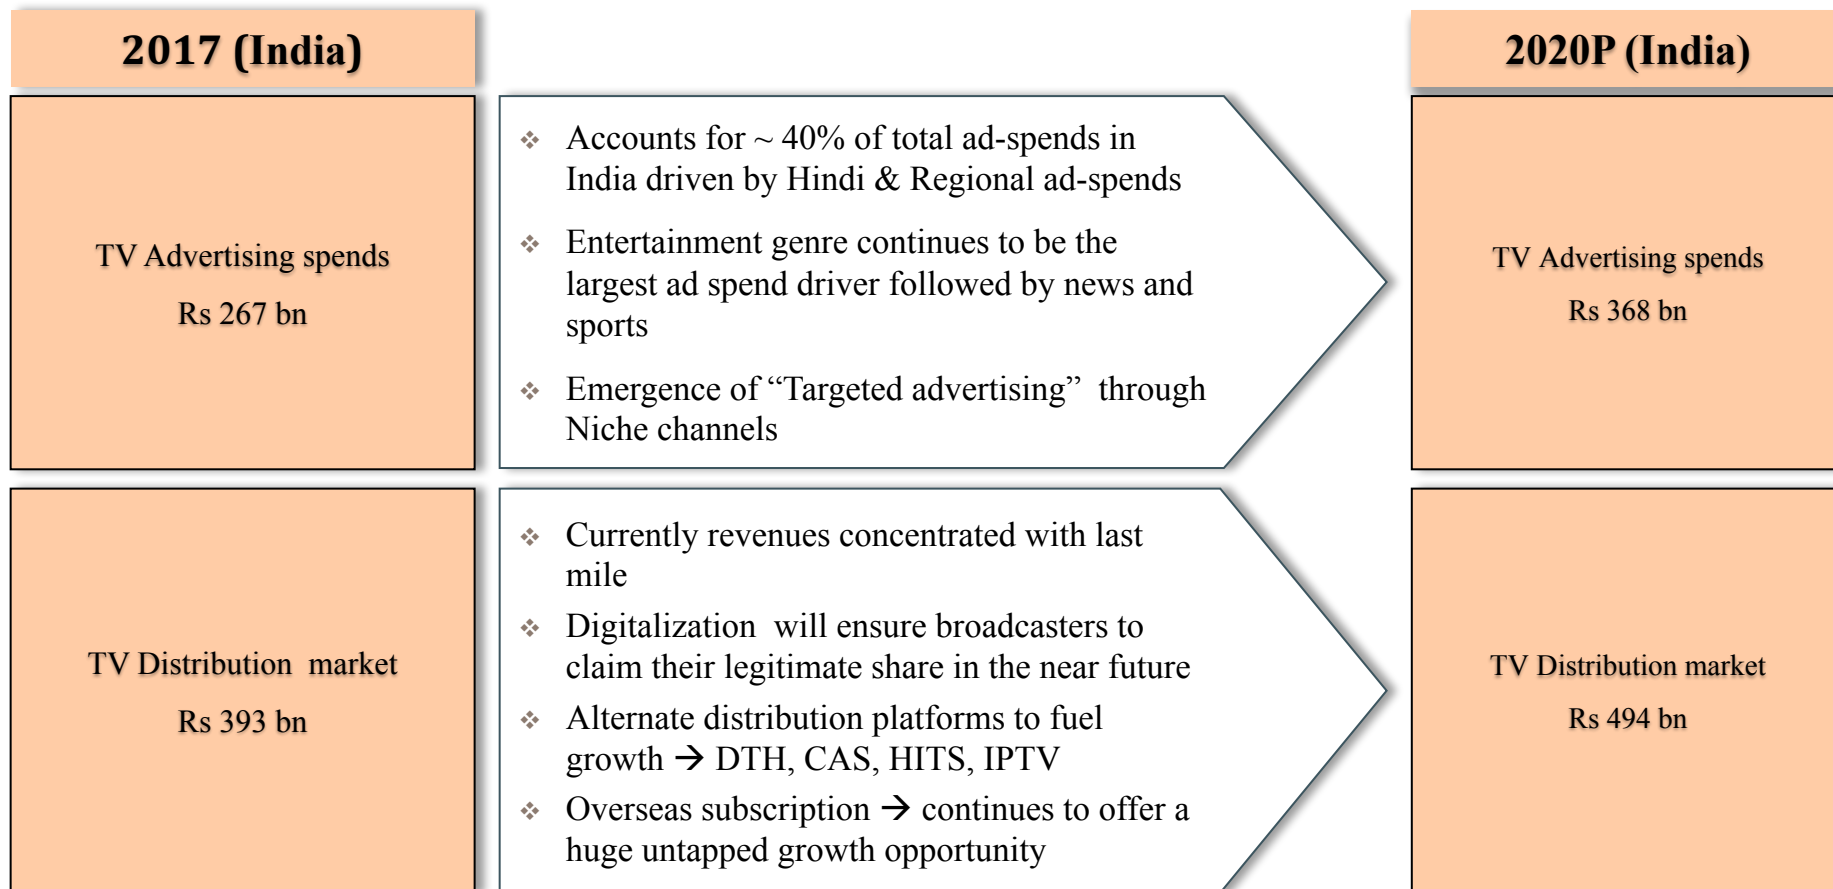 2017 (India)
2020P (India)
TV Advertising spends
Rs 267 bn
❖ Accounts for ~ 40% of total ad-spends in
India driven by Hindi & Regional ad-spends
❖ Entertainment genre continues to be the
largest ad spend driver followed by news and
sports
❖ Emergence of “Targeted advertising”  through
Niche channels
TV Advertising spends
Rs 368 bn
TV Distribution  market
Rs 393 bn
❖ Currently revenues concentrated with last
mile
❖ Digitalization  will ensure broadcasters to
claim their legitimate share in the near future
❖ Alternate distribution platforms to fuel
growth → DTH, CAS, HITS, IPTV
❖ Overseas subscription → continues to offer a
huge untapped growth opportunity
TV Distribution market
Rs 494 bn